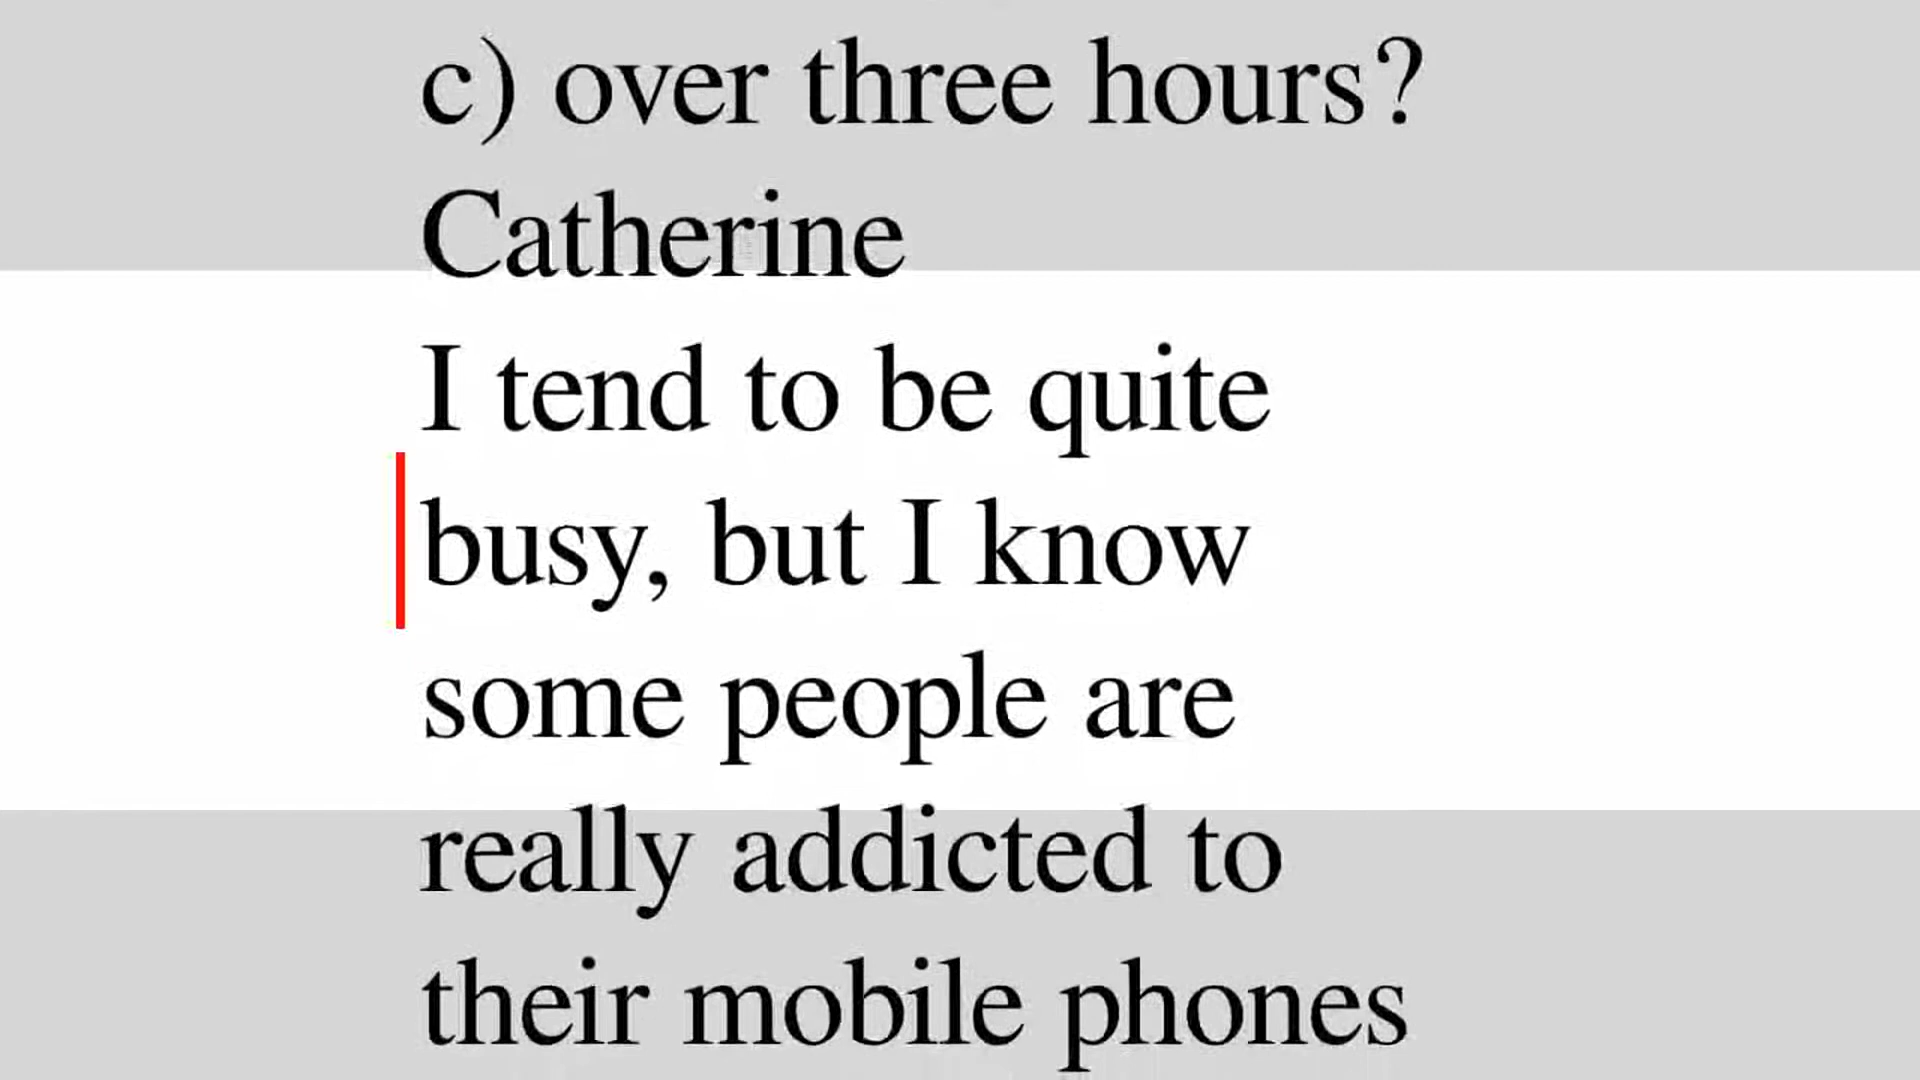 c) over three hours?
Catherine
I tend to be quite
busy, but I know
some people are
really addicted to
their mobile phones